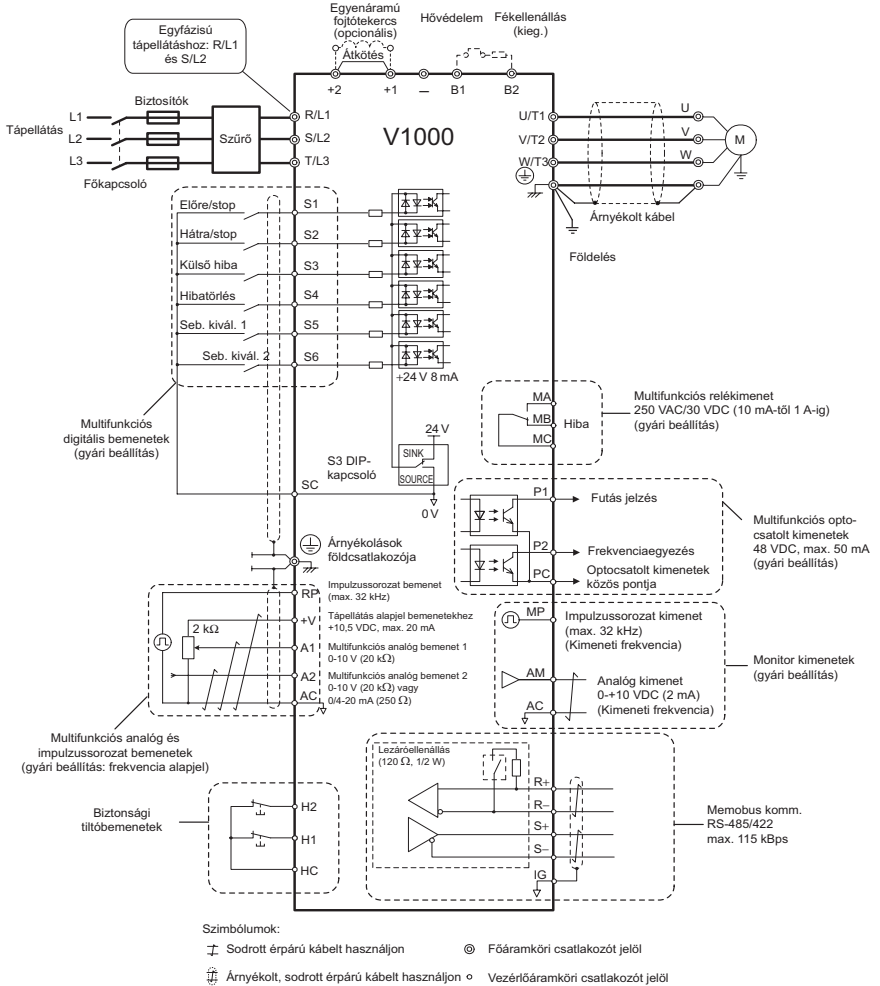 Egyenáramú
fojtótekercs
(opcionális)
Hővédelem
Fékellenállás
(kieg.)
Egyfázisú
tápellátáshoz: R/L1
és S/L2
Átkötés
+2
+1
–
B1
B2
Biztosítók
L1
L2
L3
Tápellátás
Főkapcsoló
Szűrő
R/L1
S/L2
T/L3
V1000
U/T1
V/T2
W/T3
U
V
W
M
Árnyékolt kábel
Földelés
Előre/stop
S1
Hátra/stop
S2
Külső hiba
S3
Hibatörlés
S4
Seb. kivál. 1
S5
Seb. kivál. 2
S6
+24 V 8 mA
Multifunkciós
digitális bemenetek
(gyári beállítás)
24 V
SINK
SOURCE
0 V
S3 DIP-
kapcsoló
SC
MA
MB
MC
Hiba
Multifunkciós relékimenet
250 VAC/30 VDC (10 mA-től 1 A-ig)
(gyári beállítás)
P1
Futás jelzés
P2
Frekvenciaegyezés
PC
Optocsatolt kimenetek
közös pontja
Multifunkciós opto-
csatolt kimenetek
48 VDC, max. 50 mA
(gyári beállítás)
Árnyékolások
földcsatlakozója
RP
Impulzussorozat bemenet
(max. 32 kHz)
+V
Tápellátás alapjel bemenetekhez
+10,5 VDC, max. 20 mA
2 kΩ
A1
Multifunkciós analóg bemenet 1
0-10 V (20 kΩ)
A2
Multifunkciós analóg bemenet 2
0-10 V (20 kΩ) vagy
0/4-20 mA (250 Ω)
AC
Multifunkciós analóg és
impulzussorozat bemenetek
(gyári beállítás: frekvencia alapjel)
MP
Impulzussorozat kimenet
(max. 32 kHz)
(Kimeneti frekvencia)
AM
Analóg kimenet
0-+10 VDC (2 mA)
(Kimeneti frekvencia)
AC
Monitor kimenetek
(gyári beállítás)
Biztonsági
tiltóbemenetek
H2
H1
HC
Lezáróellenállás
(120 Ω, 1/2 W)
R+
R–
S+
S–
IG
Memobus komm.
RS-485/422
max. 115 kBps
Szimbólumok:
Sodrott érpárú kábelt használjon
Főáramköri csatlakozót jelöl
Árnyékolt, sodrott érpárú kábelt használjon
Vezérlőáramköri csatlakozót jelöl